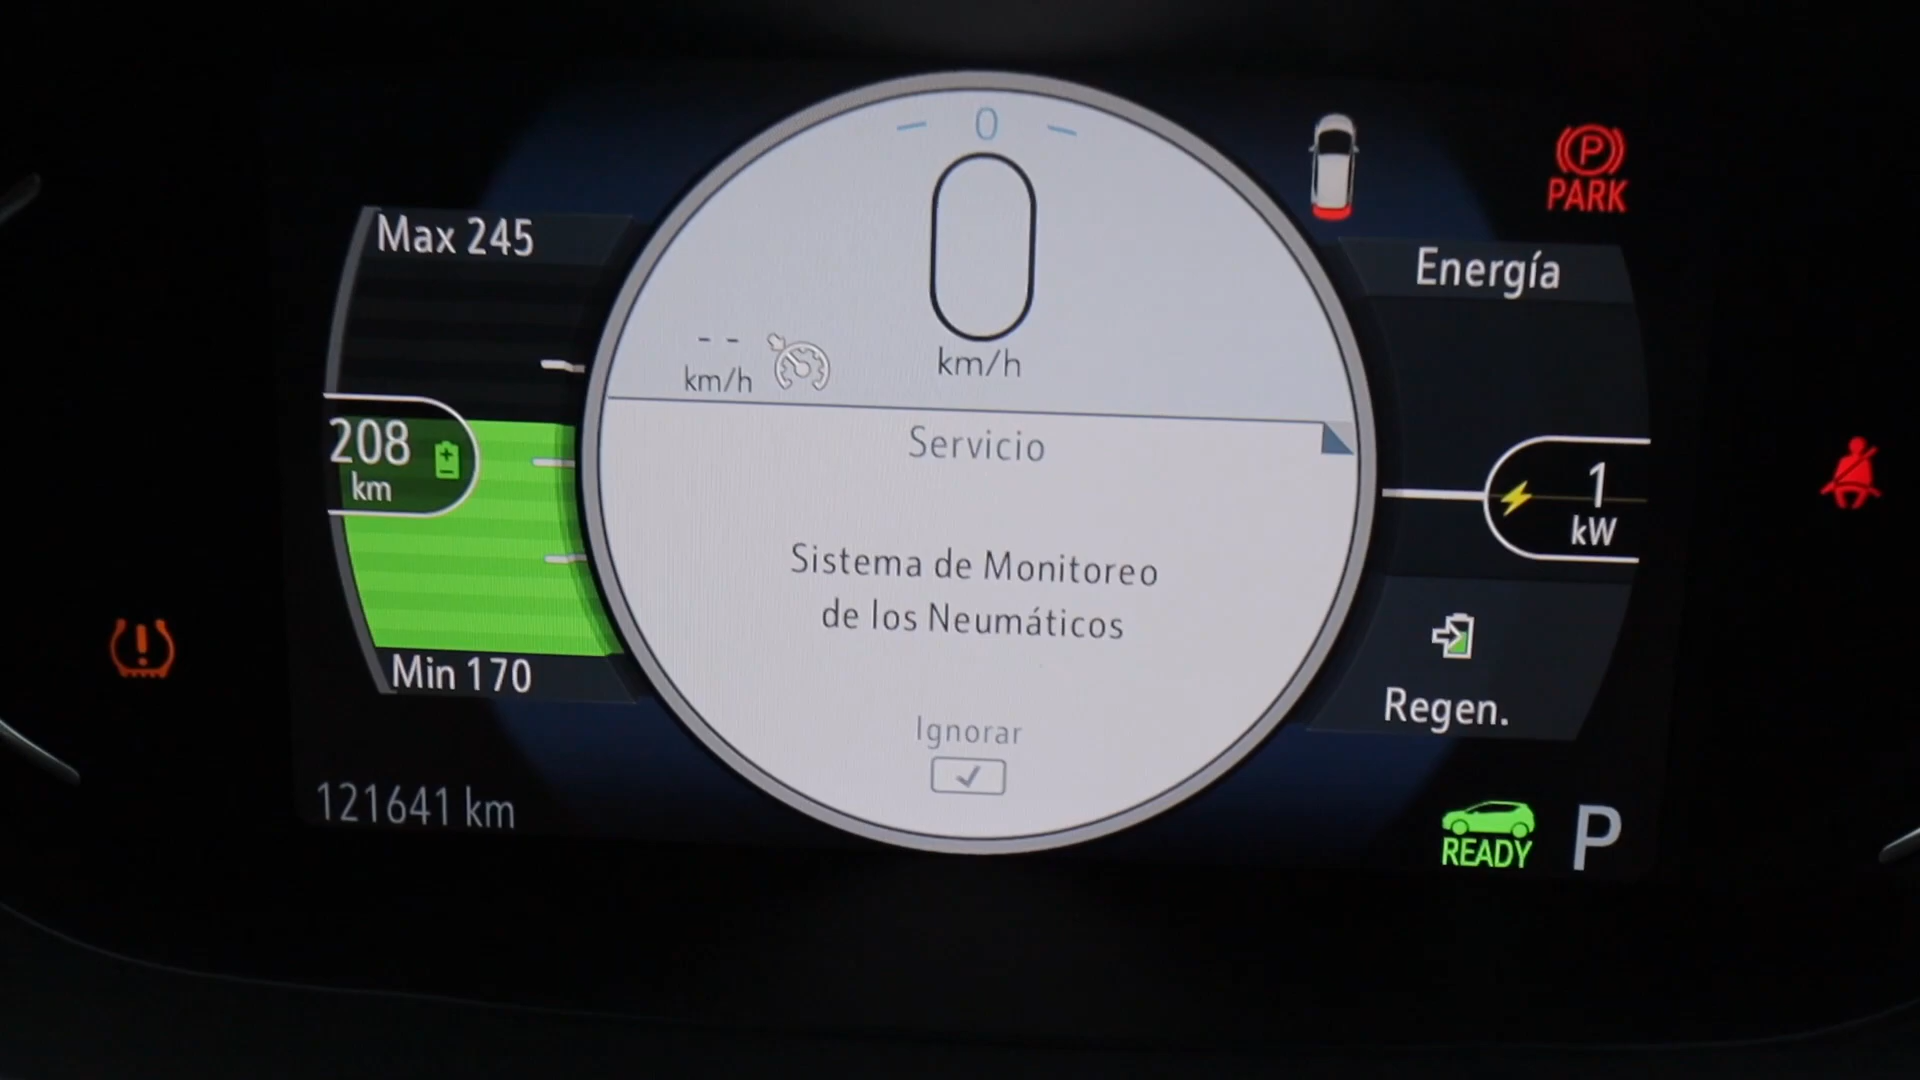 0
0
km/h
-- 
km/h
Servicio
Sistema de Monitoreo
de los Neumáticos
Ignorar
Max 245
208
km
Min 170
121641 km
P
PARK
Energía
1
kW
Regen.
READY
P